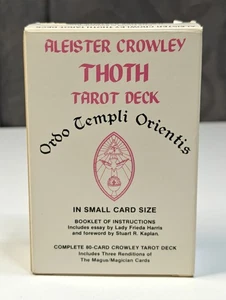 ALEISTER CROWLEY
THOTH
TAROT DECK
Ordo Templi Orientis
IN SMALL CARD SIZE
BOOKLET OF INSTRUCTIONS
Includes essay by Lady Frieda Harris
and foreword by Stuart R. Kaplan.
COMPLETE 80-CARD CROWLEY TAROT DECK
Includes Three Renditions of
The Magus/Magician Cards